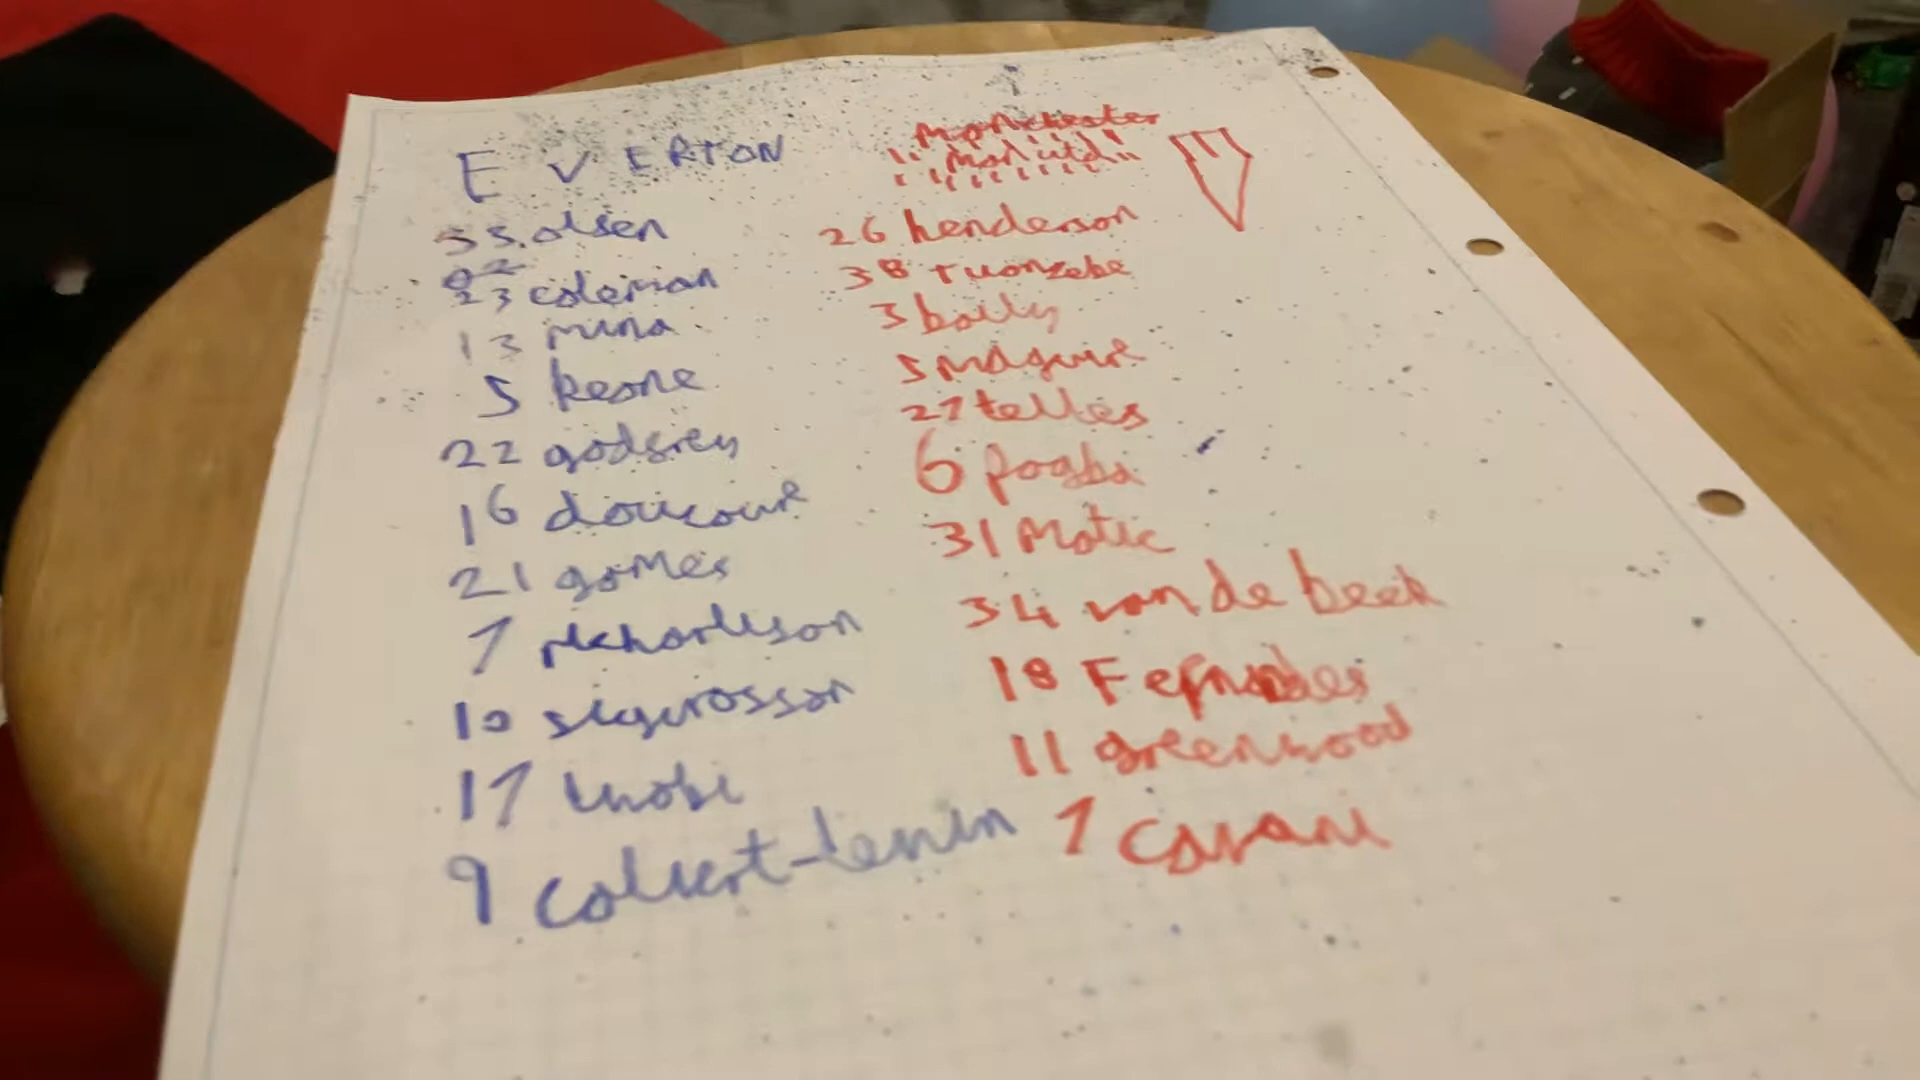 EVERTON
33 olsen
23 coleman
13 mina
5 keane
22 godsrey
16 doucoure
21 gomes
7 richarlison
10 sigurosson
17 iwobi
9 calvert-lewin
Manchester
"Man utd"
26 henderson
38 Tuanzebe
3 baily
5 maguire
27 telles
6 pogba
31 Matic
34 van de beek
18 Fernandes
11 greenwood
7 Cavani